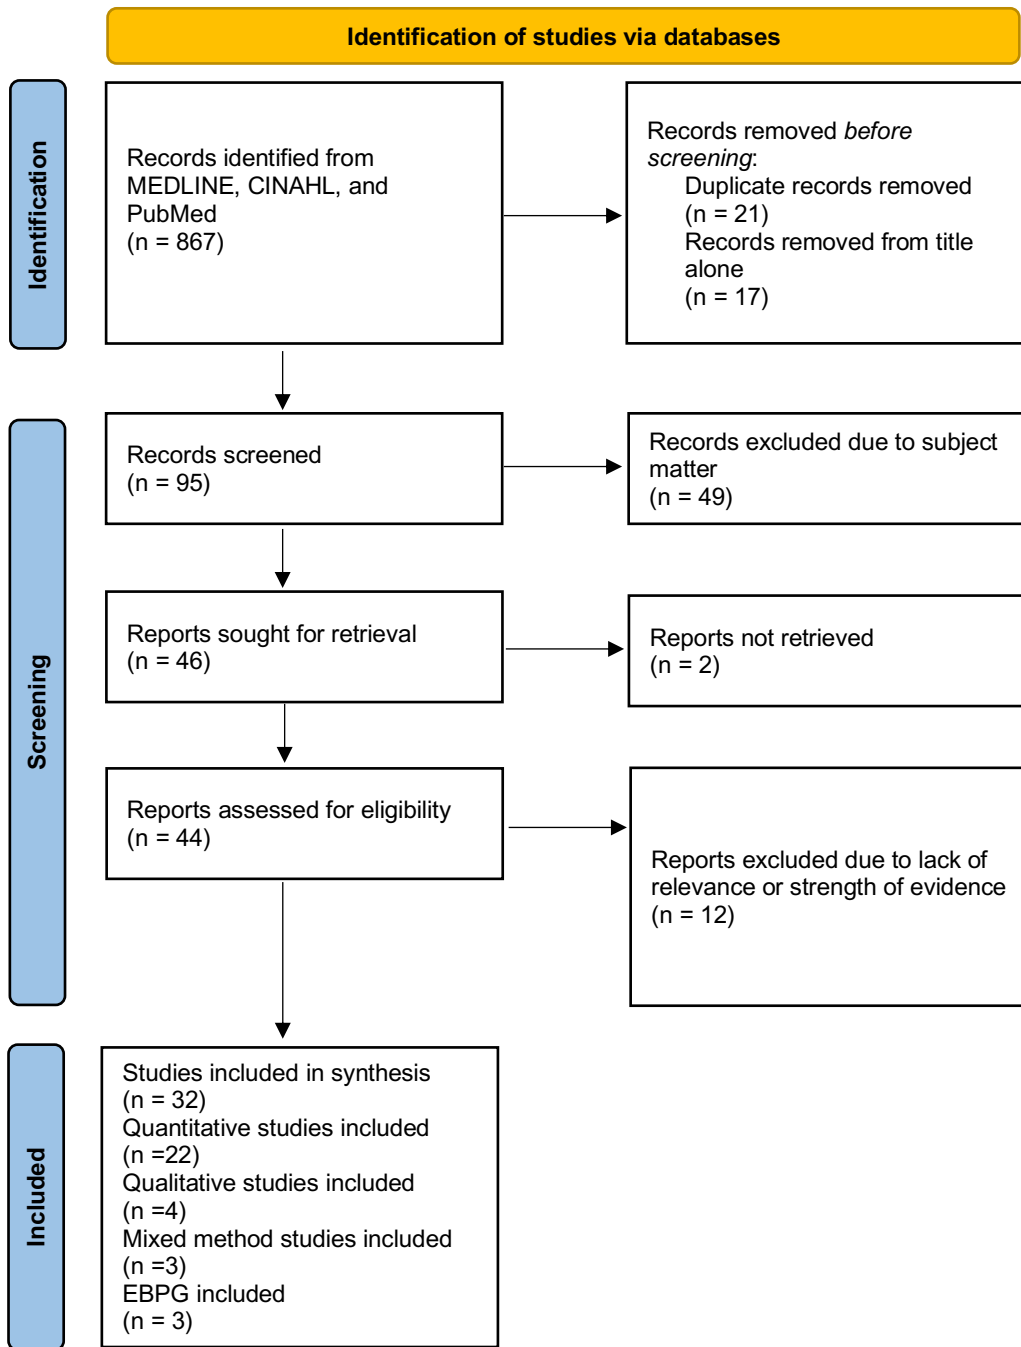 Identification of studies via databases
Identification
Records identified from
MEDLINE, CINAHL, and
PubMed
(n = 867)
Records removed before
screening:
Duplicate records removed
(n = 21)
Records removed from title
alone
(n = 17)
Screening
Records screened
(n = 95)
Records excluded due to subject
matter
(n = 49)
Reports sought for retrieval
(n = 46)
Reports not retrieved
(n = 2)
Reports assessed for eligibility
(n = 44)
Reports excluded due to lack of
relevance or strength of evidence
(n = 12)
Included
Studies included in synthesis
(n = 32)
Quantitative studies included
(n =22)
Qualitative studies included
(n =4)
Mixed method studies included
(n =3)
EBPG included
(n = 3)